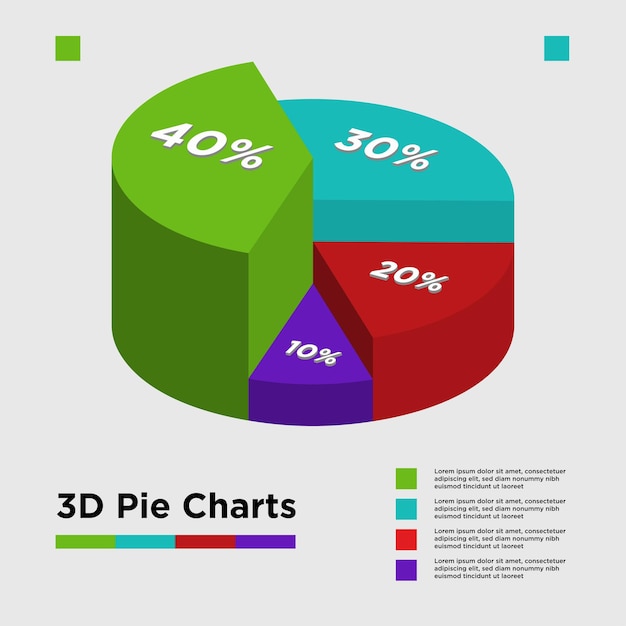 40%
30%
20%
10%
3D Pie Charts
Lorem ipsum dolor sit amet, consectetuer
adipiscing elit, sed diam nonummy nibh
euismod tincidunt ut laoreet
Lorem ipsum dolor sit amet, consectetuer
adipiscing elit, sed diam nonummy nibh
euismod tincidunt ut laoreet
Lorem ipsum dolor sit amet, consectetuer
adipiscing elit, sed diam nonummy nibh
euismod tincidunt ut laoreet
Lorem ipsum dolor sit amet, consectetuer
adipiscing elit, sed diam nonummy nibh
euismod tincidunt ut laoreet